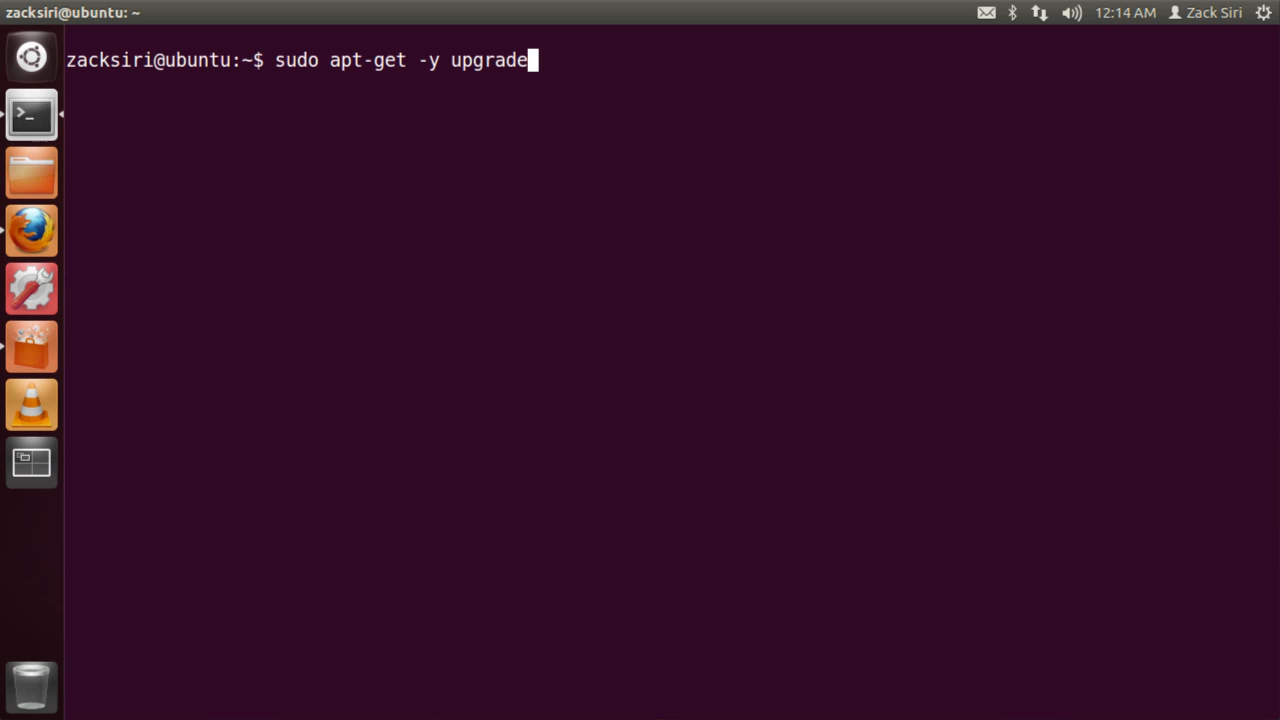 zacksiri@ubuntu: ~
12:14 AM
Zack Siri
zacksiri@ubuntu:~$ sudo apt-get -y upgrade
>_